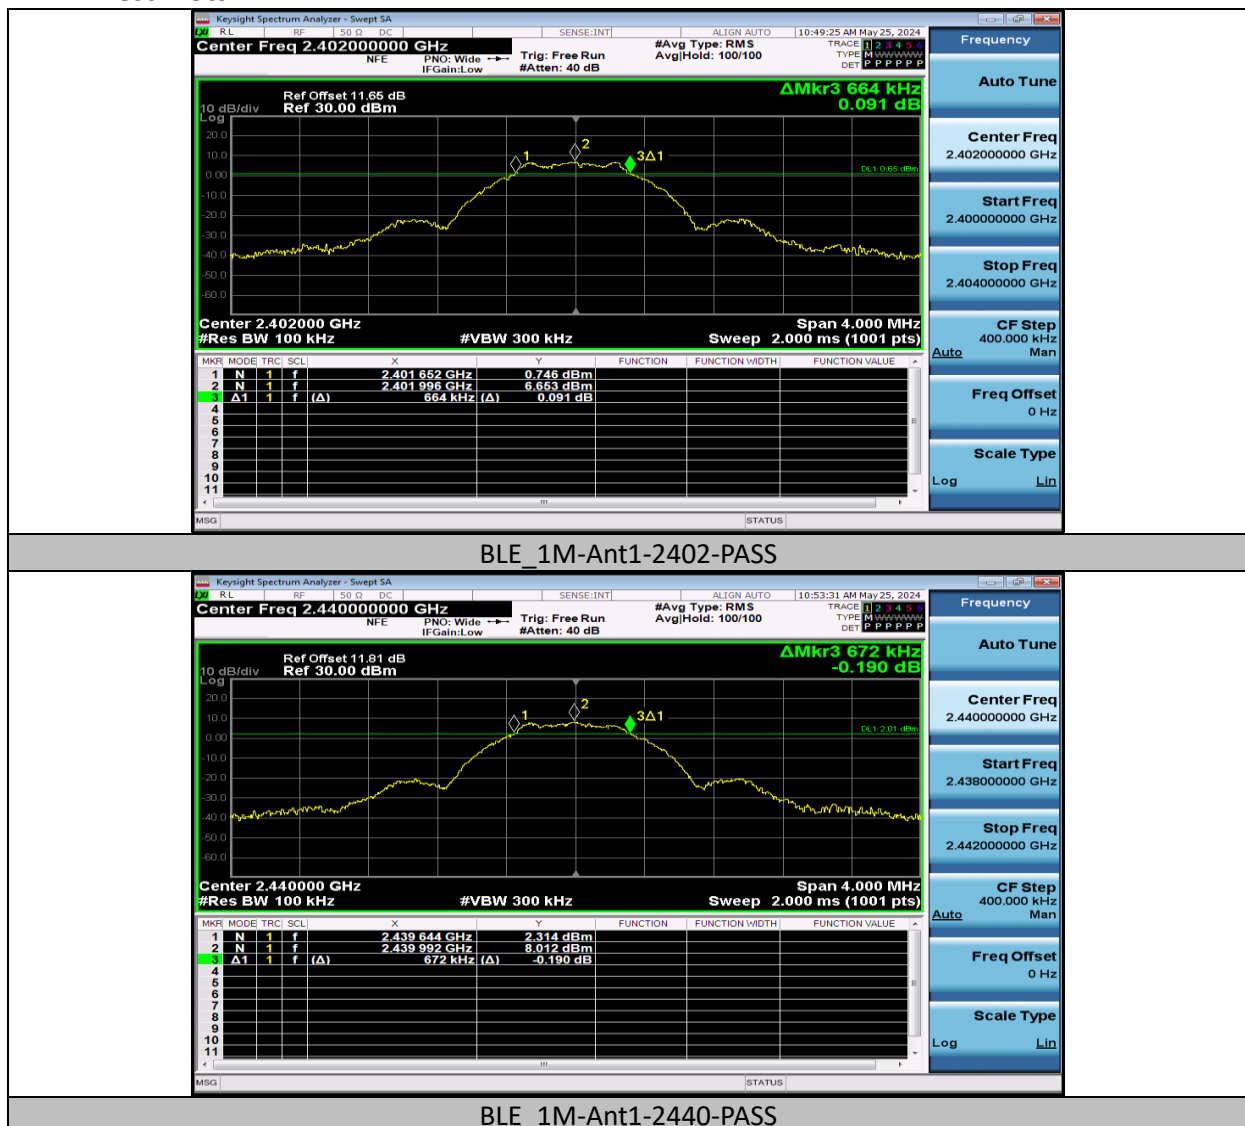 Keysight Spectrum Analyzer - Swept SA
LXI RL RF 50 Ω DC SENSE:INT ALIGN AUTO 10:49:25 AM May 25, 2024
Center Freq 2.402000000 GHz
NFE PNO: Wide Trig: Free Run #Avg Type: RMS TRACE 1 2 3 4 5 6
IFGain:Low #Atten: 40 dB Avg|Hold: 100/100 TYPE M WWWWW
DET P P P P P P
Ref Offset 11.65 dB ΔMkr3 664 kHz
10 dB/div Ref 30.00 dBm 0.091 dB
Log
20.0
10.0
0.00
-10.0
-20.0
-30.0
-40.0
-50.0
-60.0
1
2
3Δ1
DL1 0.65 dBm
Center 2.402000 GHz Span 4.000 MHz
#Res BW 100 kHz #VBW 300 kHz Sweep 2.000 ms (1001 pts)
MKR MODE TRC SCL X Y FUNCTION FUNCTION WIDTH FUNCTION VALUE
1 N 1 f 2.401 652 GHz 0.746 dBm
2 N 1 f 2.401 996 GHz 6.653 dBm
3 Δ1 1 f (Δ) 664 kHz (Δ) 0.091 dB
4
5
6
7
8
9
10
11
MSG STATUS
Frequency
Auto Tune
Center Freq
2.402000000 GHz
Start Freq
2.400000000 GHz
Stop Freq
2.404000000 GHz
CF Step
400.000 kHz
Auto Man
Freq Offset
0 Hz
Scale Type
Log Lin
BLE_1M-Ant1-2402-PASS
Keysight Spectrum Analyzer - Swept SA
LXI RL RF 50 Ω DC SENSE:INT ALIGN AUTO 10:53:31 AM May 25, 2024
Center Freq 2.440000000 GHz
NFE PNO: Wide Trig: Free Run #Avg Type: RMS TRACE 1 2 3 4 5 6
IFGain:Low #Atten: 40 dB Avg|Hold: 100/100 TYPE M WWWWW
DET P P P P P P
Ref Offset 11.81 dB ΔMkr3 672 kHz
10 dB/div Ref 30.00 dBm -0.190 dB
Log
20.0
10.0
0.00
-10.0
-20.0
-30.0
-40.0
-50.0
-60.0
1
2
3Δ1
DL1 2.01 dBm
Center 2.440000 GHz Span 4.000 MHz
#Res BW 100 kHz #VBW 300 kHz Sweep 2.000 ms (1001 pts)
MKR MODE TRC SCL X Y FUNCTION FUNCTION WIDTH FUNCTION VALUE
1 N 1 f 2.439 644 GHz 2.314 dBm
2 N 1 f 2.439 992 GHz 8.012 dBm
3 Δ1 1 f (Δ) 672 kHz (Δ) -0.190 dB
4
5
6
7
8
9
10
11
MSG STATUS
Frequency
Auto Tune
Center Freq
2.440000000 GHz
Start Freq
2.438000000 GHz
Stop Freq
2.442000000 GHz
CF Step
400.000 kHz
Auto Man
Freq Offset
0 Hz
Scale Type
Log Lin
BLE_1M-Ant1-2440-PASS